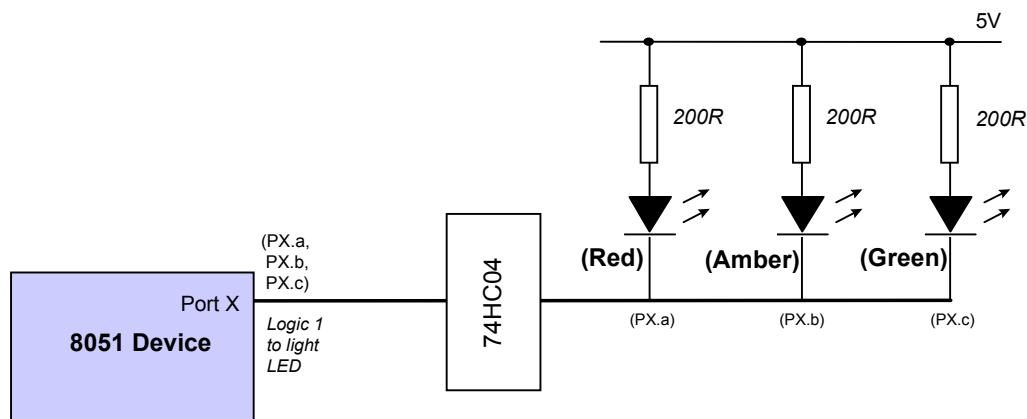 5V
200R
200R
200R
(PX.a,
PX.b,
PX.c)
(Red)
(Amber)
(Green)
Port X
8051 Device
Logic 1
to light
LED
74HC04
(PX.a)
(PX.b)
(PX.c)